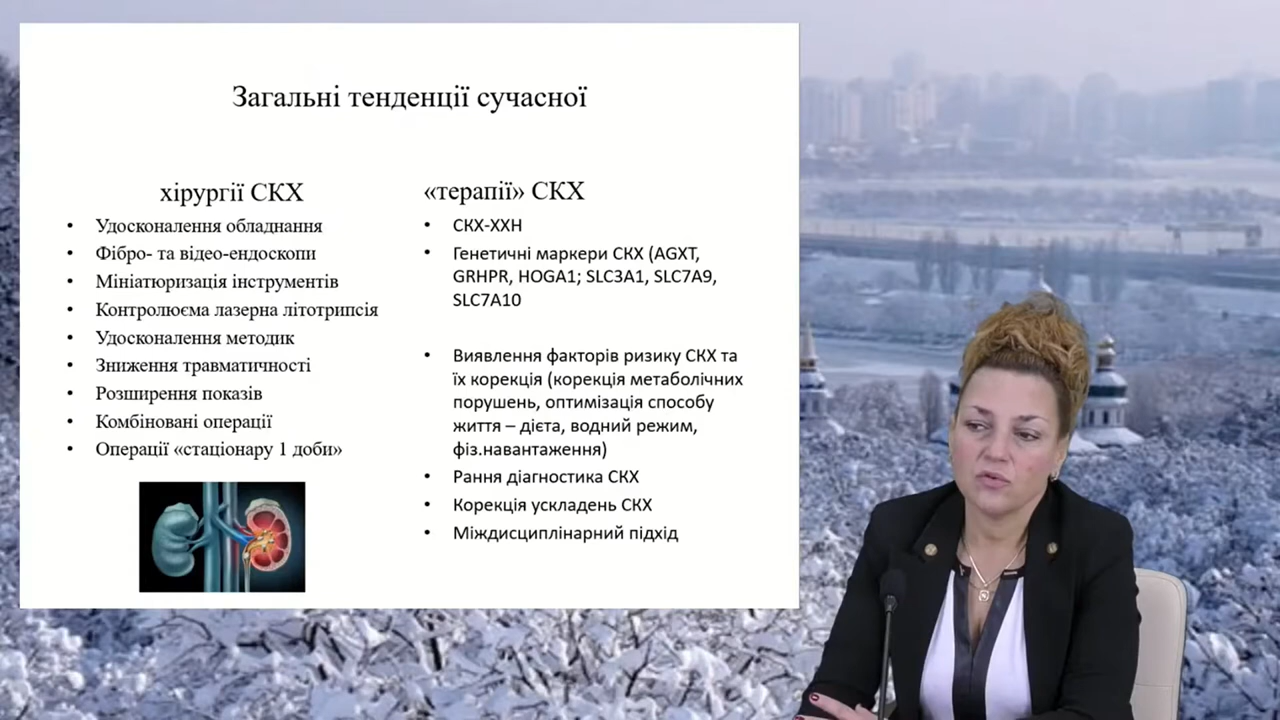 Загальні тенденції сучасної
хірургії СКХ
• Удосконалення обладнання
• Фібро- та відео-ендоскопи
• Мініатюризація інструментів
• Контролюєма лазерна літотрипсія
• Удосконалення методик
• Зниження травматичності
• Розширення показів
• Комбіновані операції
• Операції «стаціонару 1 доби»
«терапії» СКХ
• СКХ-ХХН
• Генетичні маркери СКХ (AGXT,
GRHPR, HOGA1; SLC3A1, SLC7A9,
SLC7A10
• Виявлення факторів ризику СКХ та
їх корекція (корекція метаболічних
порушень, оптимізація способу
життя – дієта, водний режим,
фіз.навантаження)
• Рання діагностика СКХ
• Корекція ускладень СКХ
• Міждисциплінарний підхід